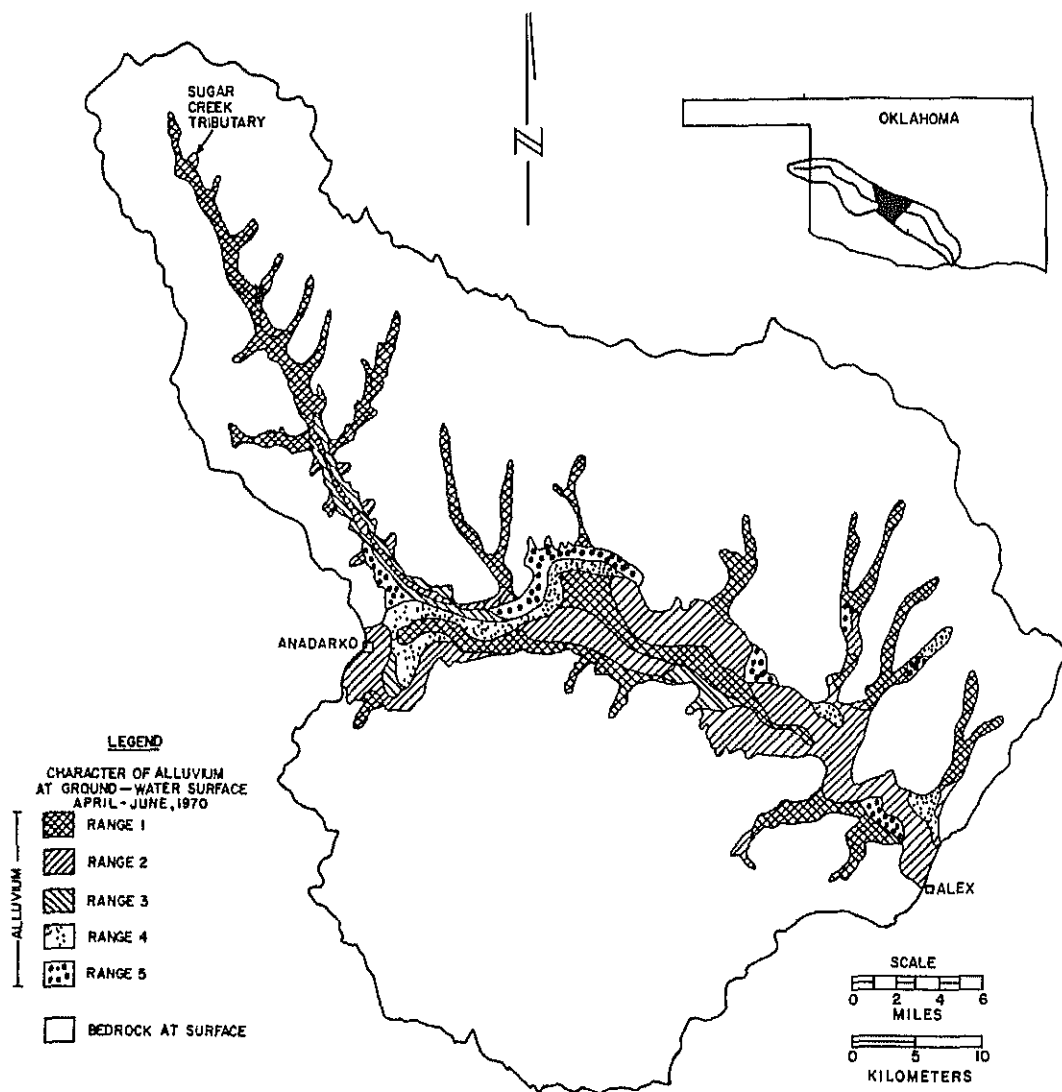 SUGAR
CREEK
TRIBUTARY
N
OKLAHOMA
ANADARKO
LEGEND
CHARACTER OF ALLUVIUM
AT GROUND-WATER SURFACE
APRIL-JUNE, 1970
ALLUVIUM
RANGE 1
RANGE 2
RANGE 3
RANGE 4
RANGE 5
BEDROCK AT SURFACE
ALEX
SCALE
0 2 4 6
MILES
0 5 10
KILOMETERS